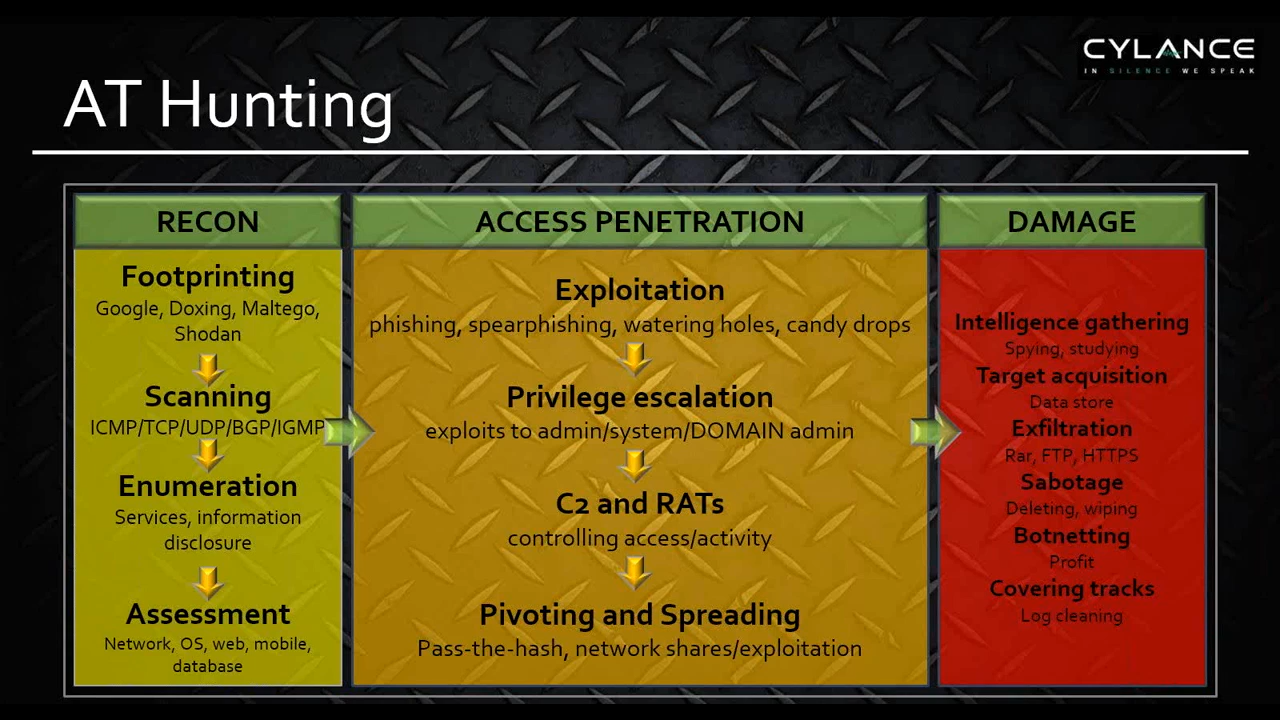 CYLANCE
IN SILENCE WE SPEAK
AT Hunting
RECON
Footprinting
Google, Doxing, Maltego,
Shodan
Scanning
ICMP/TCP/UDP/BGP/IGMP
Enumeration
Services, information
disclosure
Assessment
Network, OS, web, mobile,
database
ACCESS PENETRATION
Exploitation
phishing, spearphishing, watering holes, candy drops
Privilege escalation
exploits to admin/system/DOMAIN admin
C2 and RATs
controlling access/activity
Pivoting and Spreading
Pass-the-hash, network shares/exploitation
DAMAGE
Intelligence gathering
Spying, studying
Target acquisition
Data store
Exfiltration
Rar, FTP, HTTPS
Sabotage
Deleting, wiping
Botnetting
Profit
Covering tracks
Log cleaning